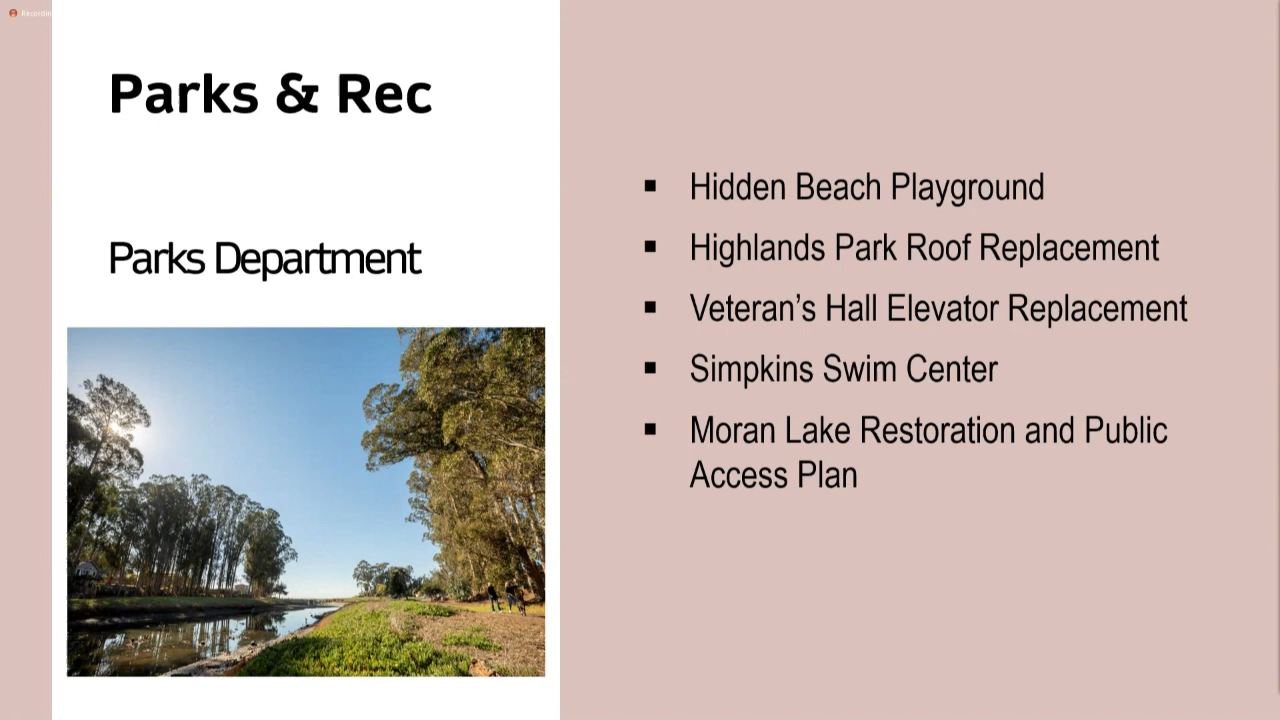 Parks & Rec
Parks Department
▪ Hidden Beach Playground
▪ Highlands Park Roof Replacement
▪ Veteran’s Hall Elevator Replacement
▪ Simpkins Swim Center
▪ Moran Lake Restoration and Public
Access Plan